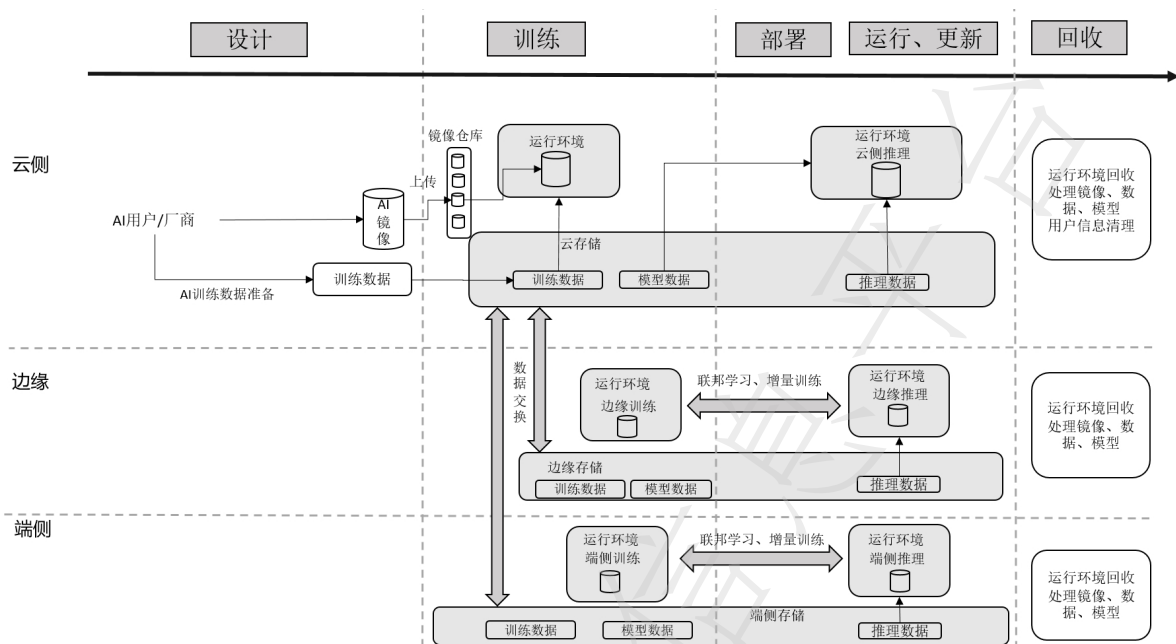 设计
训练
部署
运行、更新
回收
云侧
镜像仓库
运行环境
运行环境
云侧推理
上传
AI用户/厂商
AI
镜像
运行环境回收
处理镜像、数
据、模型
用户信息清理
云存储
训练数据
训练数据
模型数据
推理数据
AI训练数据准备
数据交换
边缘
运行环境
边缘训练
联邦学习、增量训练
运行环境
边缘推理
运行环境回收
处理镜像、数
据、模型
边缘存储
训练数据
模型数据
推理数据
端侧
运行环境
端侧训练
联邦学习、增量训练
运行环境
端侧推理
运行环境回收
处理镜像、数
据、模型
端侧存储
训练数据
模型数据
推理数据